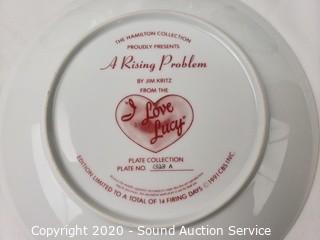 THE HAMILTON COLLECTION
PROUDLY PRESENTS
A Rising Problem
BY JIM KRITZ
FROM THE
I Love
Lucy
PLATE COLLECTION
PLATE NO. A
EDITION LIMITED TO A TOTAL OF 14 FIRING DAYS © 1991 CBS INC.
Copyright 2020 - Sound Auction Service